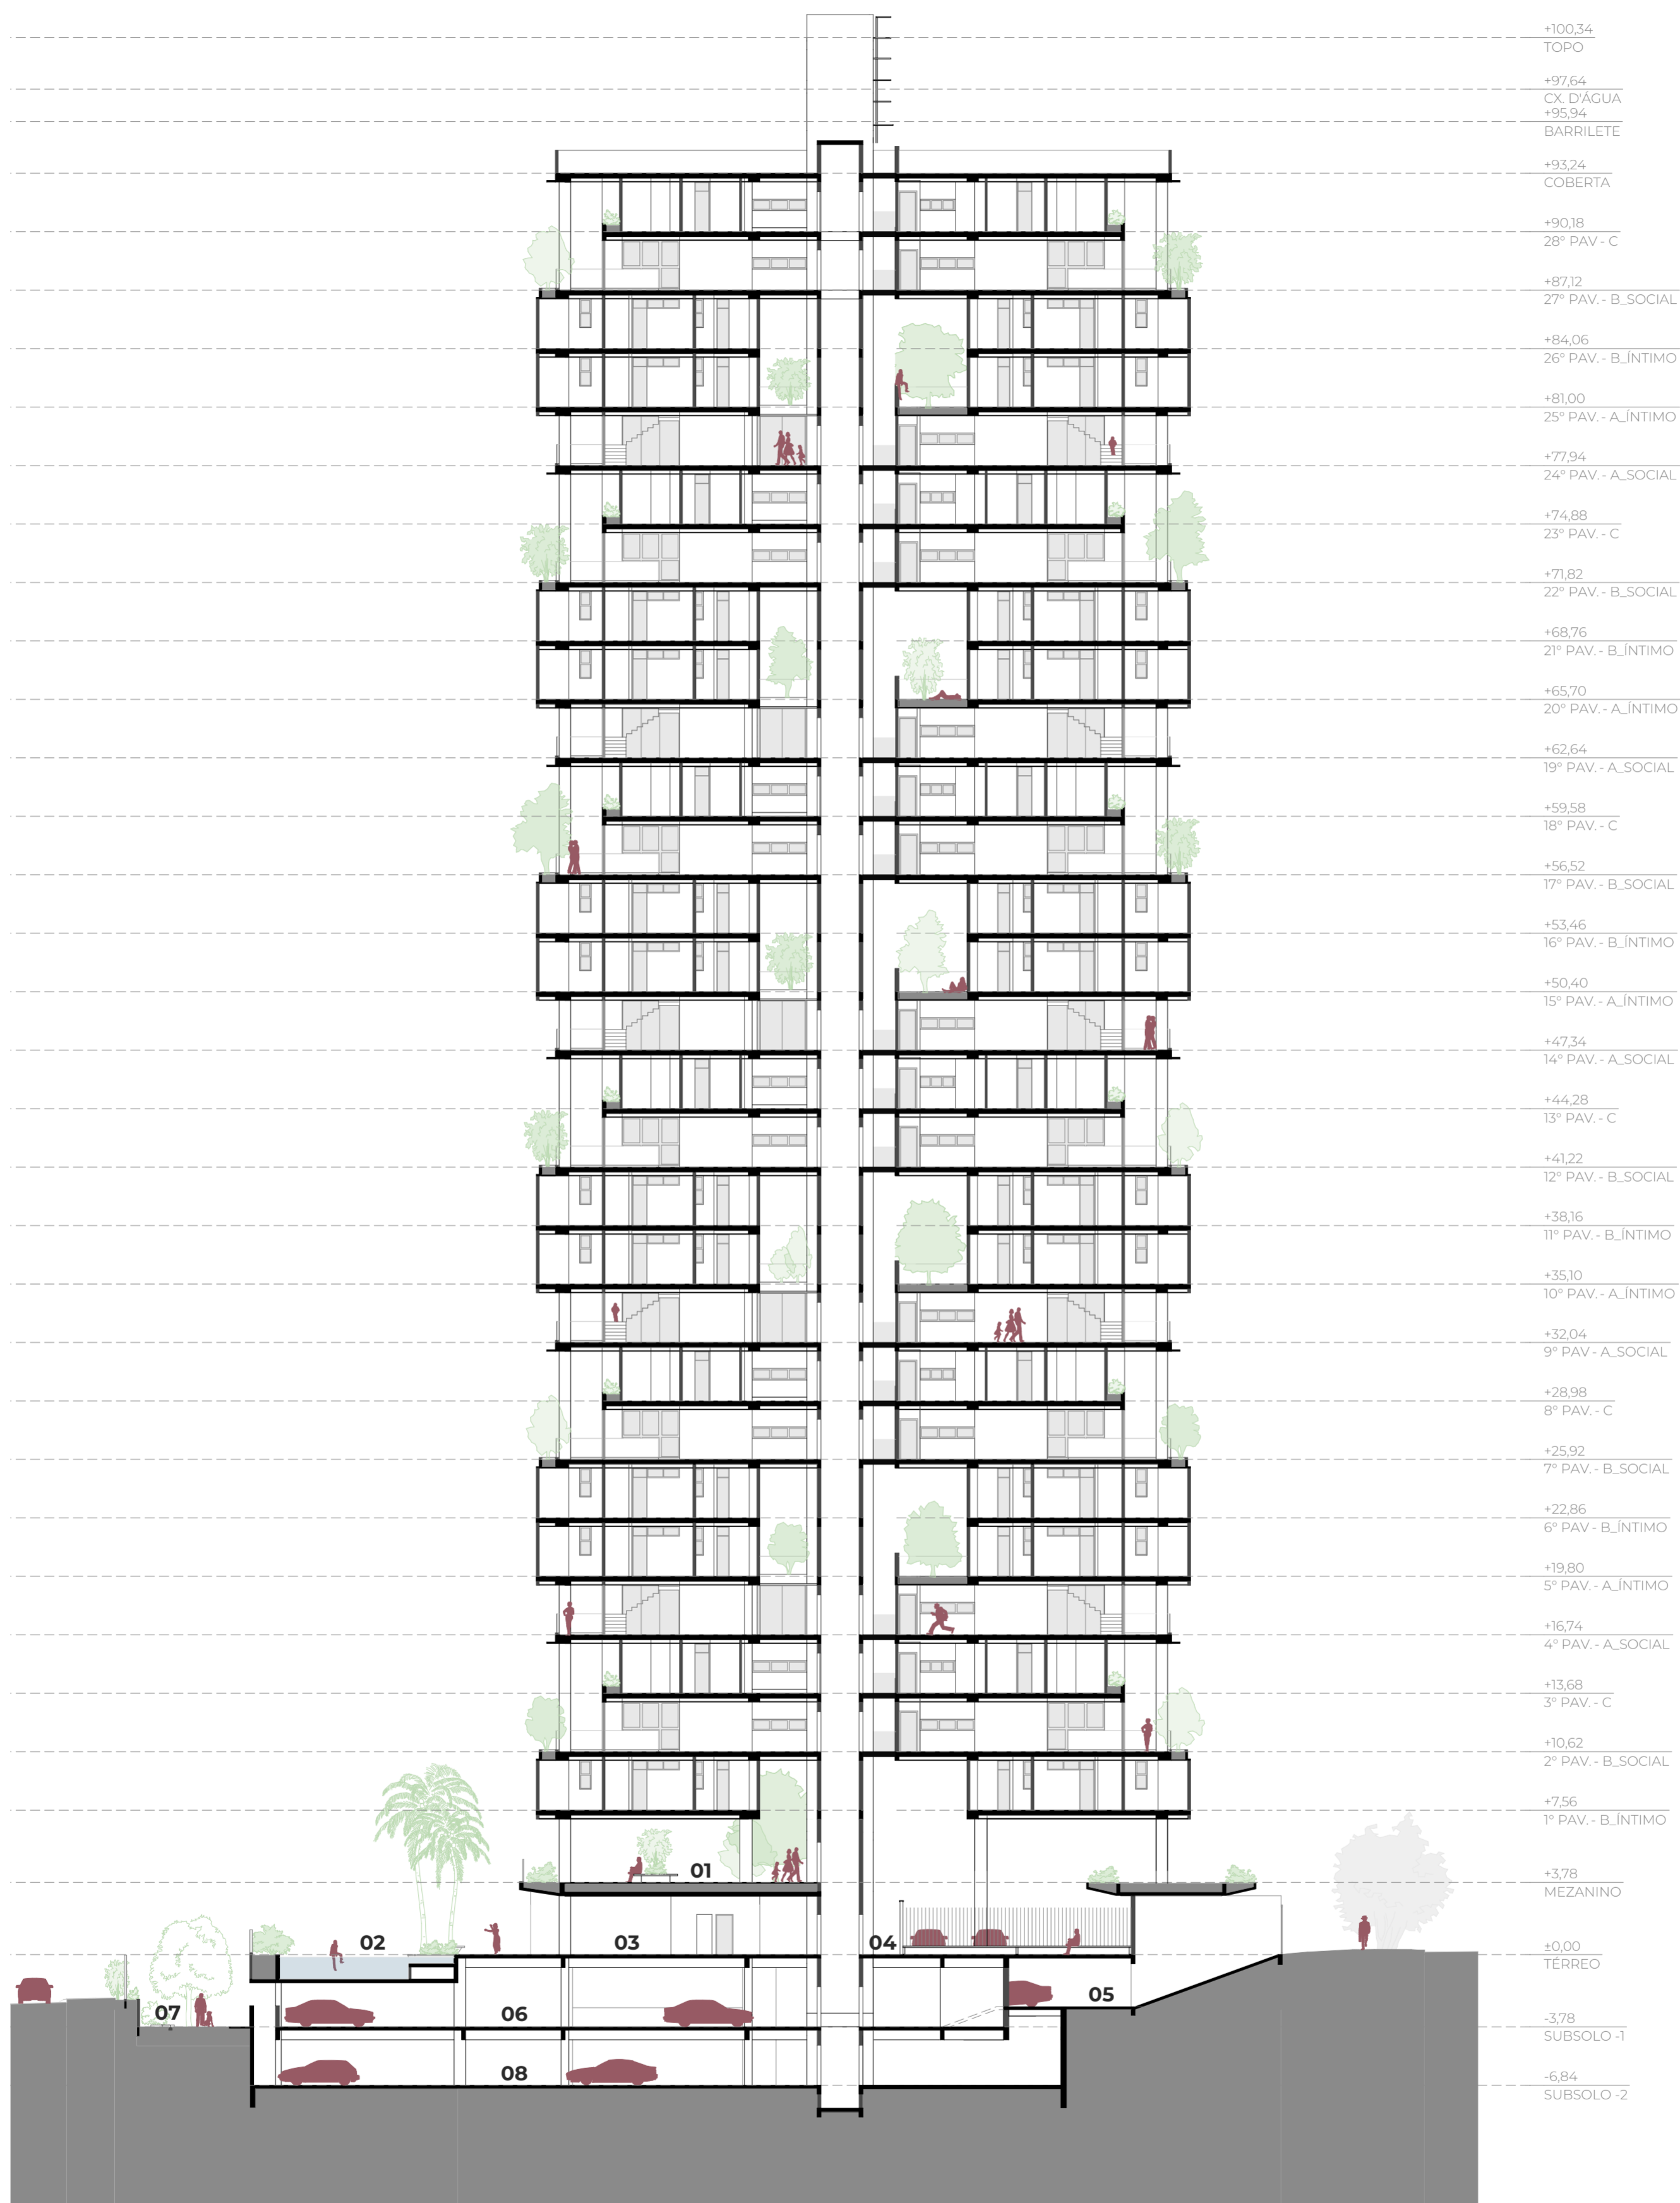 +100,34
TOPO
+97,64
CX. D'ÁGUA
+95,94
BARRILETE
+93,24
COBERTA
+90,18
28º PAV - C
+87,12
27º PAV. - B_SOCIAL
+84,06
26º PAV. - B_ÍNTIMO
+81,00
25º PAV. - A_ÍNTIMO
+77,94
24º PAV. - A_SOCIAL
+74,88
23º PAV. - C
+71,82
22º PAV. - B_SOCIAL
+68,76
21º PAV. - B_ÍNTIMO
+65,70
20º PAV. - A_ÍNTIMO
+62,64
19º PAV. - A_SOCIAL
+59,58
18º PAV. - C
+56,52
17º PAV. - B_SOCIAL
+53,46
16º PAV. - B_ÍNTIMO
+50,40
15º PAV. - A_ÍNTIMO
+47,34
14º PAV. - A_SOCIAL
+44,28
13º PAV. - C
+41,22
12º PAV. - B_SOCIAL
+38,16
11º PAV. - B_ÍNTIMO
+35,10
10º PAV. - A_ÍNTIMO
+32,04
9º PAV - A_SOCIAL
+28,98
8º PAV. - C
+25,92
7º PAV. - B_SOCIAL
+22,86
6º PAV - B_ÍNTIMO
+19,80
5º PAV. - A_ÍNTIMO
+16,74
4º PAV. - A_SOCIAL
+13,68
3º PAV. - C
+10,62
2º PAV. - B_SOCIAL
+7,56
1º PAV. - B_ÍNTIMO
01
+3,78
MEZANINO
02
03
04
±0,00
TÉRREO
05
06
07
-3,78
SUBSOLO -1
08
-6,84
SUBSOLO -2